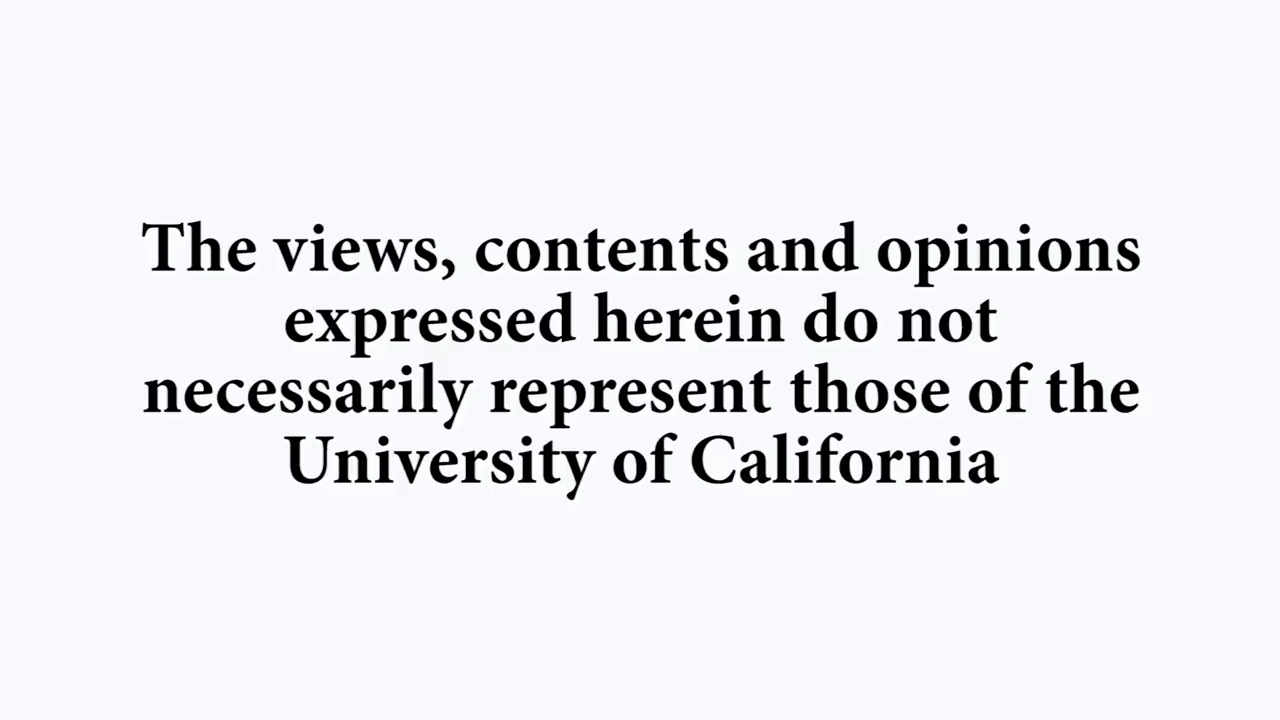 The views, contents and opinions
expressed herein do not
necessarily represent those of the
University of California